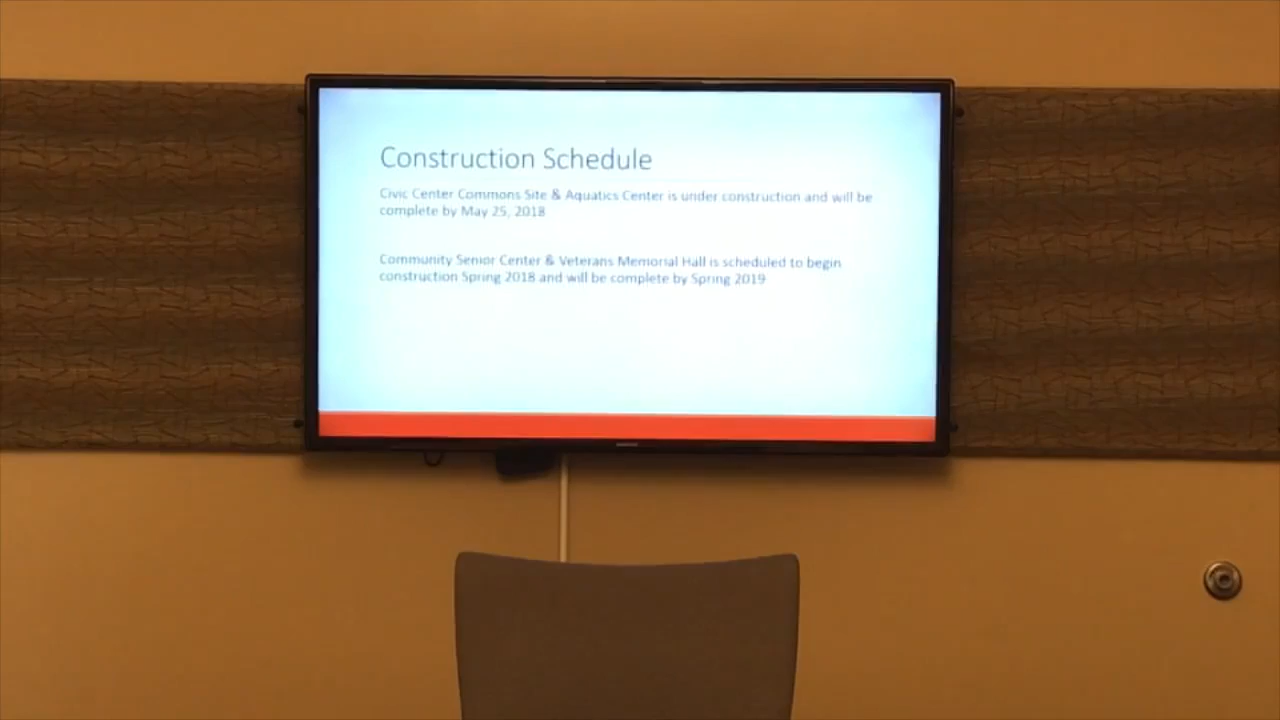 Construction Schedule
Civic Center Commons Site & Aquatics Center is under construction and will be
complete by May 25, 2018
Community Senior Center & Veterans Memorial Hall is scheduled to begin
construction Spring 2018 and will be complete by Spring 2019